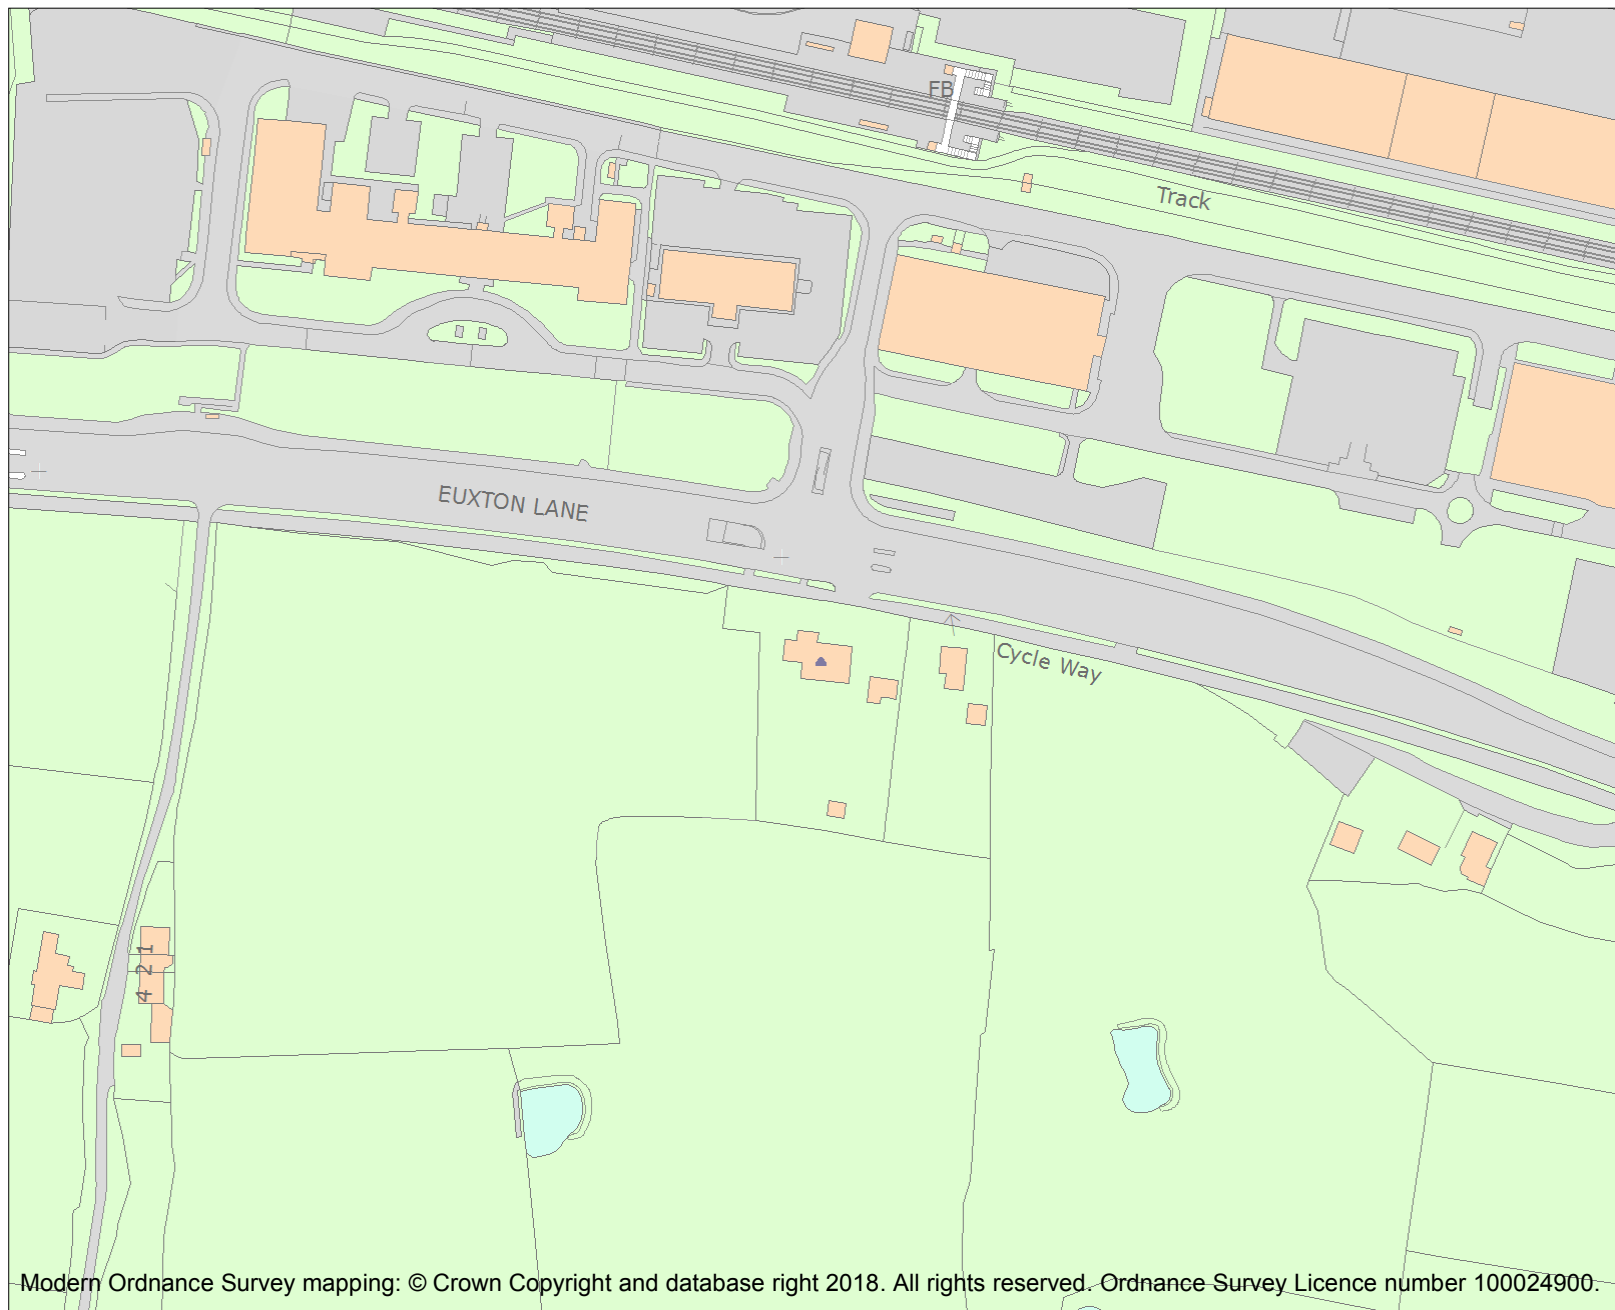 FB
Track
EUXTON LANE
Cycle Way
1
2
4
Modern Ordnance Survey mapping: © Crown Copyright and database right 2018. All rights reserved. Ordnance Survey Licence number 100024900.